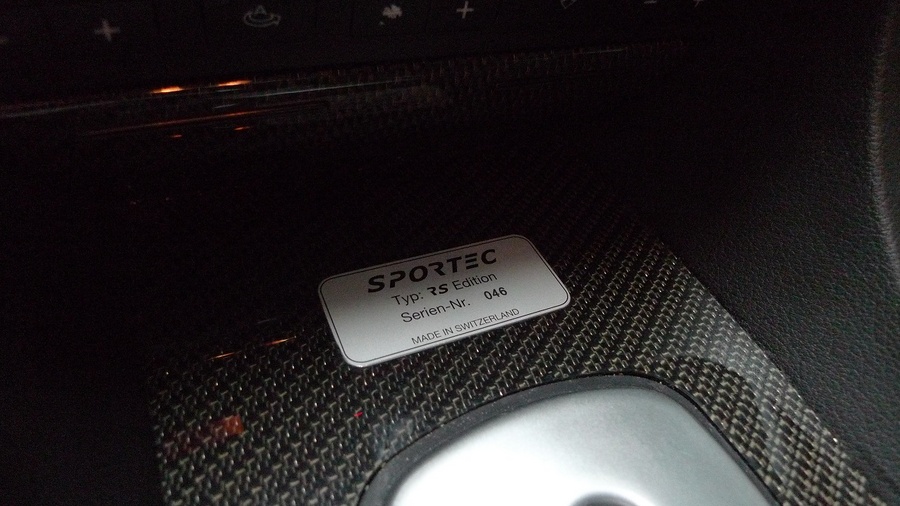 SPORTEC
Typ: RS Edition
Serien-Nr. 046
MADE IN SWITZERLAND